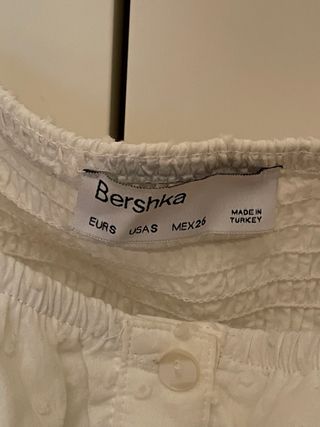 Bershka
EUR S USA S MEX 26 MADE IN
TURKEY